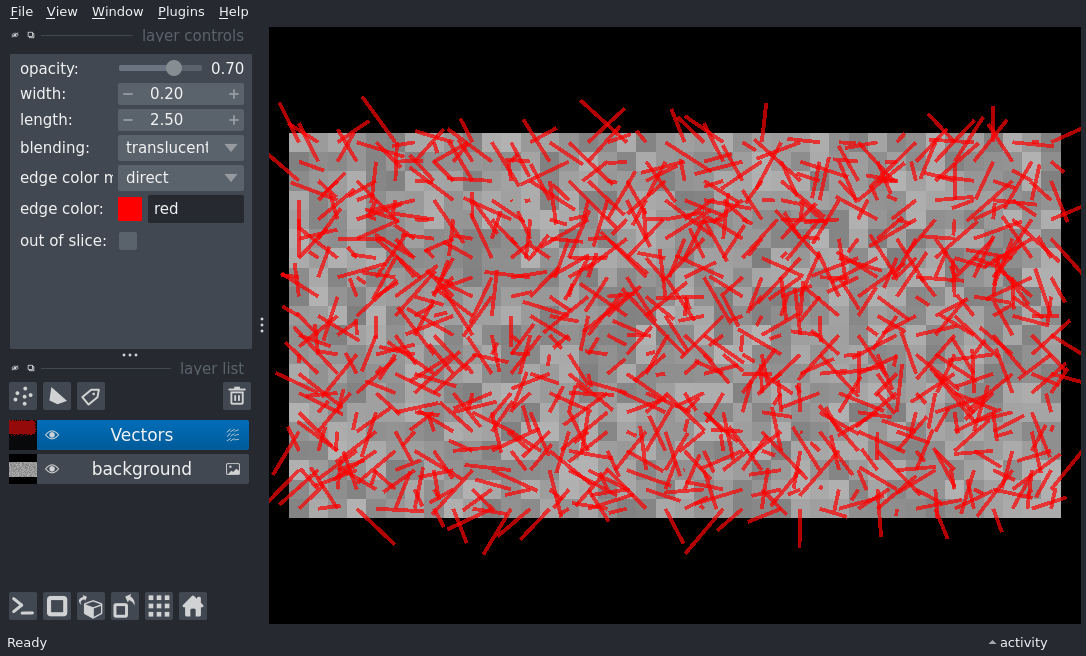 File View Window Plugins Help
layer controls
opacity: 0.70
width: 0.20
length: 2.50
blending: translucent
edge color m direct
edge color: red
out of slice:
layer list
Vectors
background
Ready
activity